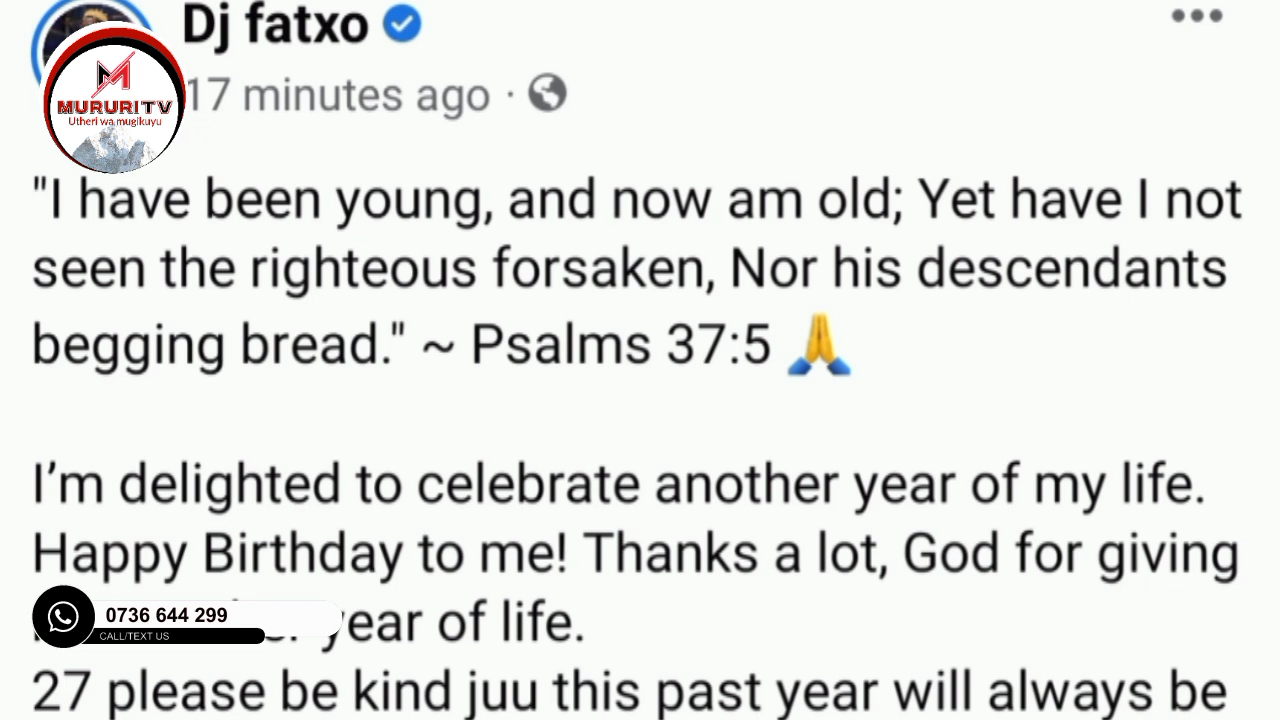 Dj fatxo
17 minutes ago ·
MURURI TV
Utheri wa mugikuyu
"I have been young, and now am old; Yet have I not
seen the righteous forsaken, Nor his descendants
begging bread." ~ Psalms 37:5 🙏
I'm delighted to celebrate another year of my life.
Happy Birthday to me! Thanks a lot, God for giving
year of life.
0736 644 299
CALL/TEXT US
27 please be kind juu this past year will always be